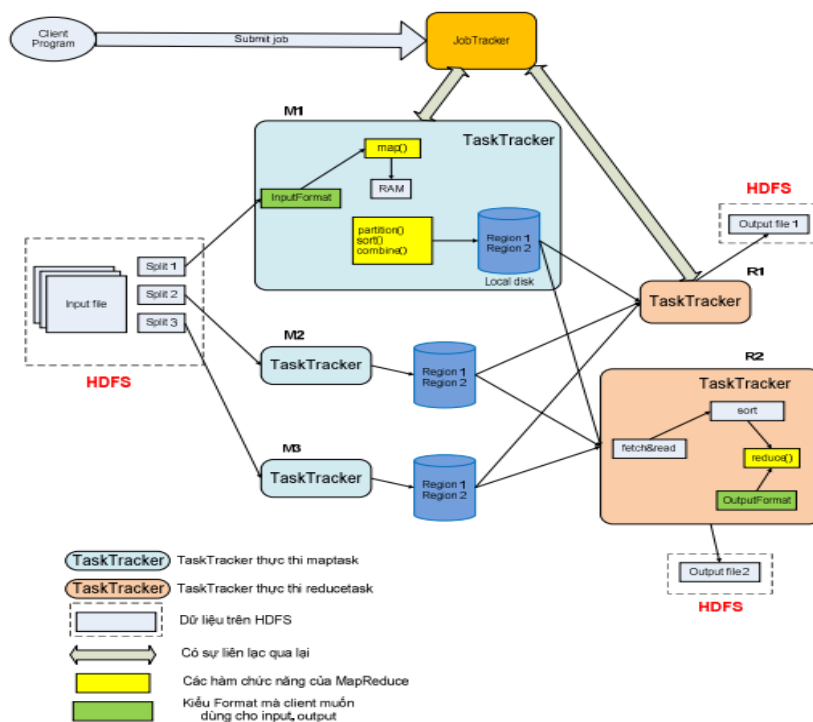 Client
Program
Submit job
JobTracker
M1
TaskTracker
map()
RAM
InputFormat
partition()
sort()
combine()
Region 1
Region 2
Local disk
HDFS
Output file 1
R1
TaskTracker
Input file
Split 1
Split 2
Split 3
HDFS
M2
TaskTracker
Region 1
Region 2
M3
TaskTracker
Region 1
Region 2
R2
TaskTracker
sort
fetch&read
reduce()
OutputFormat
Output file2
HDFS
TaskTracker TaskTracker thực thi maptask
TaskTracker TaskTracker thực thi reducetask
Dữ liệu trên HDFS
Có sự liên lạc qua lại
Các hàm chức năng của MapReduce
Kiểu Format mà client muốn
dùng cho input, output